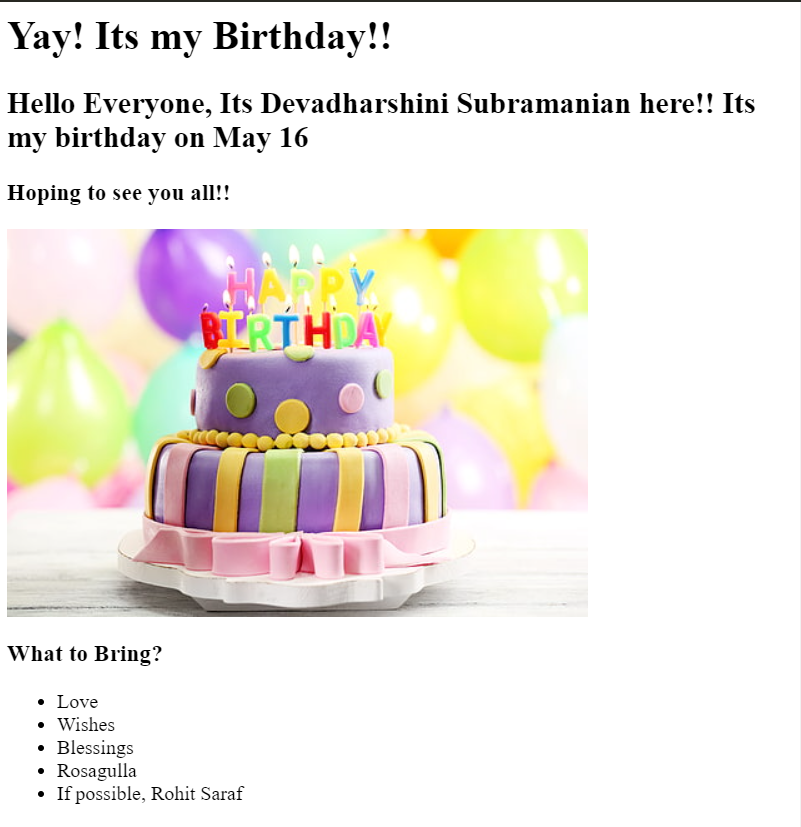 Yay! Its my Birthday!!
Hello Everyone, Its Devadharshini Subramanian here!! Its
my birthday on May 16
Hoping to see you all!!
HAPPY
BIRTHDAY
What to Bring?
Love
Wishes
Blessings
Rosagulla
If possible, Rohit Saraf